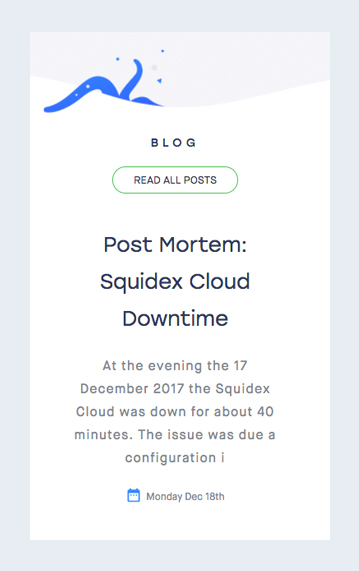 BLOG
READ ALL POSTS
Post Mortem:
Squidex Cloud
Downtime
At the evening the 17
December 2017 the Squidex
Cloud was down for about 40
minutes. The issue was due a
configuration i
Monday Dec 18th